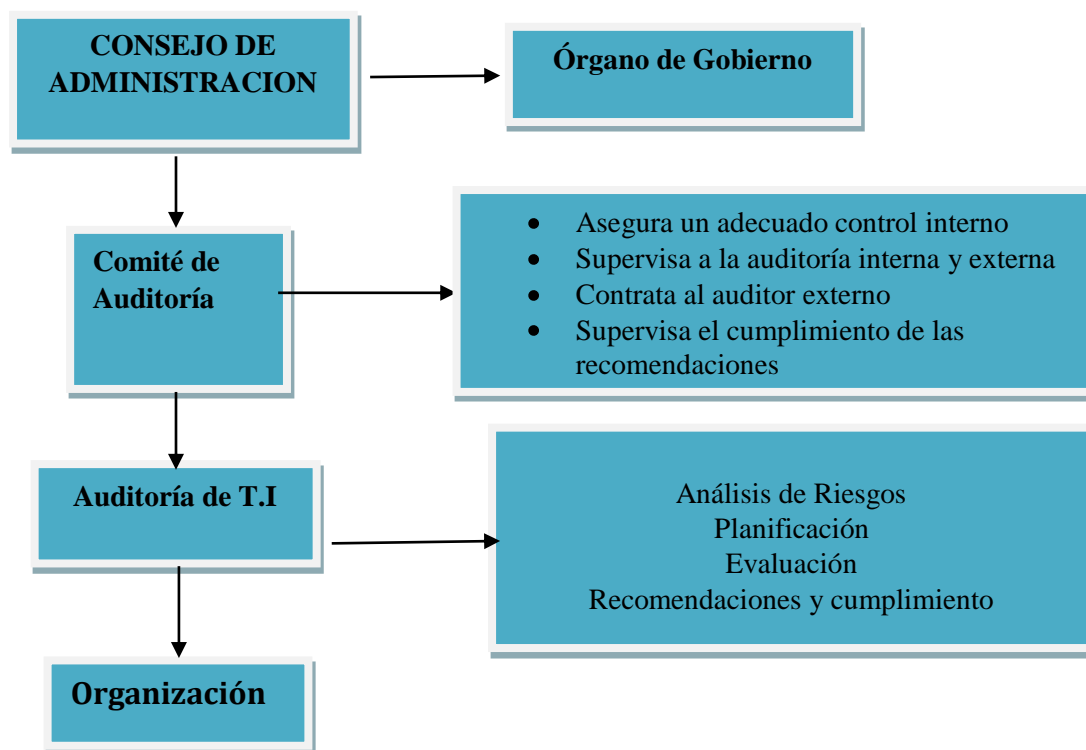 CONSEJO DE
ADMINISTRACION
Órgano de Gobierno
Comité de
Auditoría
• Asegura un adecuado control interno
• Supervisa a la auditoría interna y externa
• Contrata al auditor externo
• Supervisa el cumplimiento de las
recomendaciones
Auditoría de T.I
Análisis de Riesgos
Planificación
Evaluación
Recomendaciones y cumplimiento
Organización